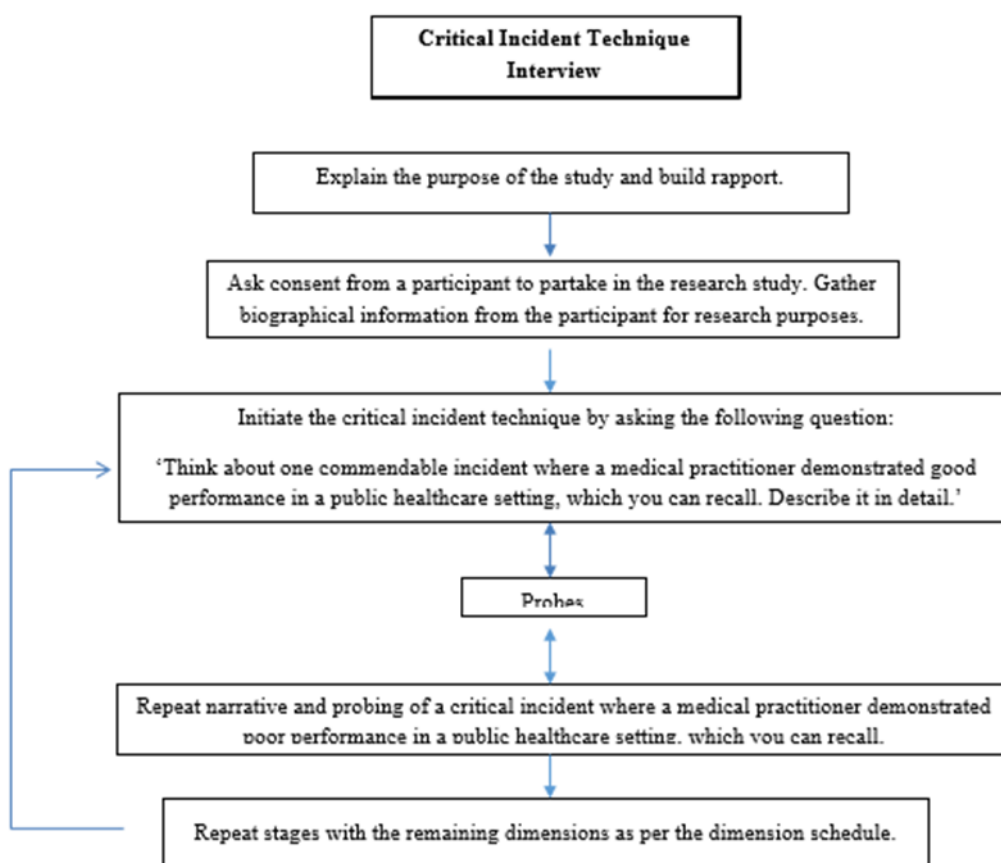 Critical Incident Technique
Interview
Explain the purpose of the study and build rapport.
Ask consent from a participant to partake in the research study. Gather
biographical information from the participant for research purposes.
Initiate the critical incident technique by asking the following question:
‘Think about one commendable incident where a medical practitioner demonstrated good
performance in a public healthcare setting, which you can recall. Describe it in detail.’
Probes
Repeat narrative and probing of a critical incident where a medical practitioner demonstrated
poor performance in a public healthcare setting, which you can recall.
Repeat stages with the remaining dimensions as per the dimension schedule.